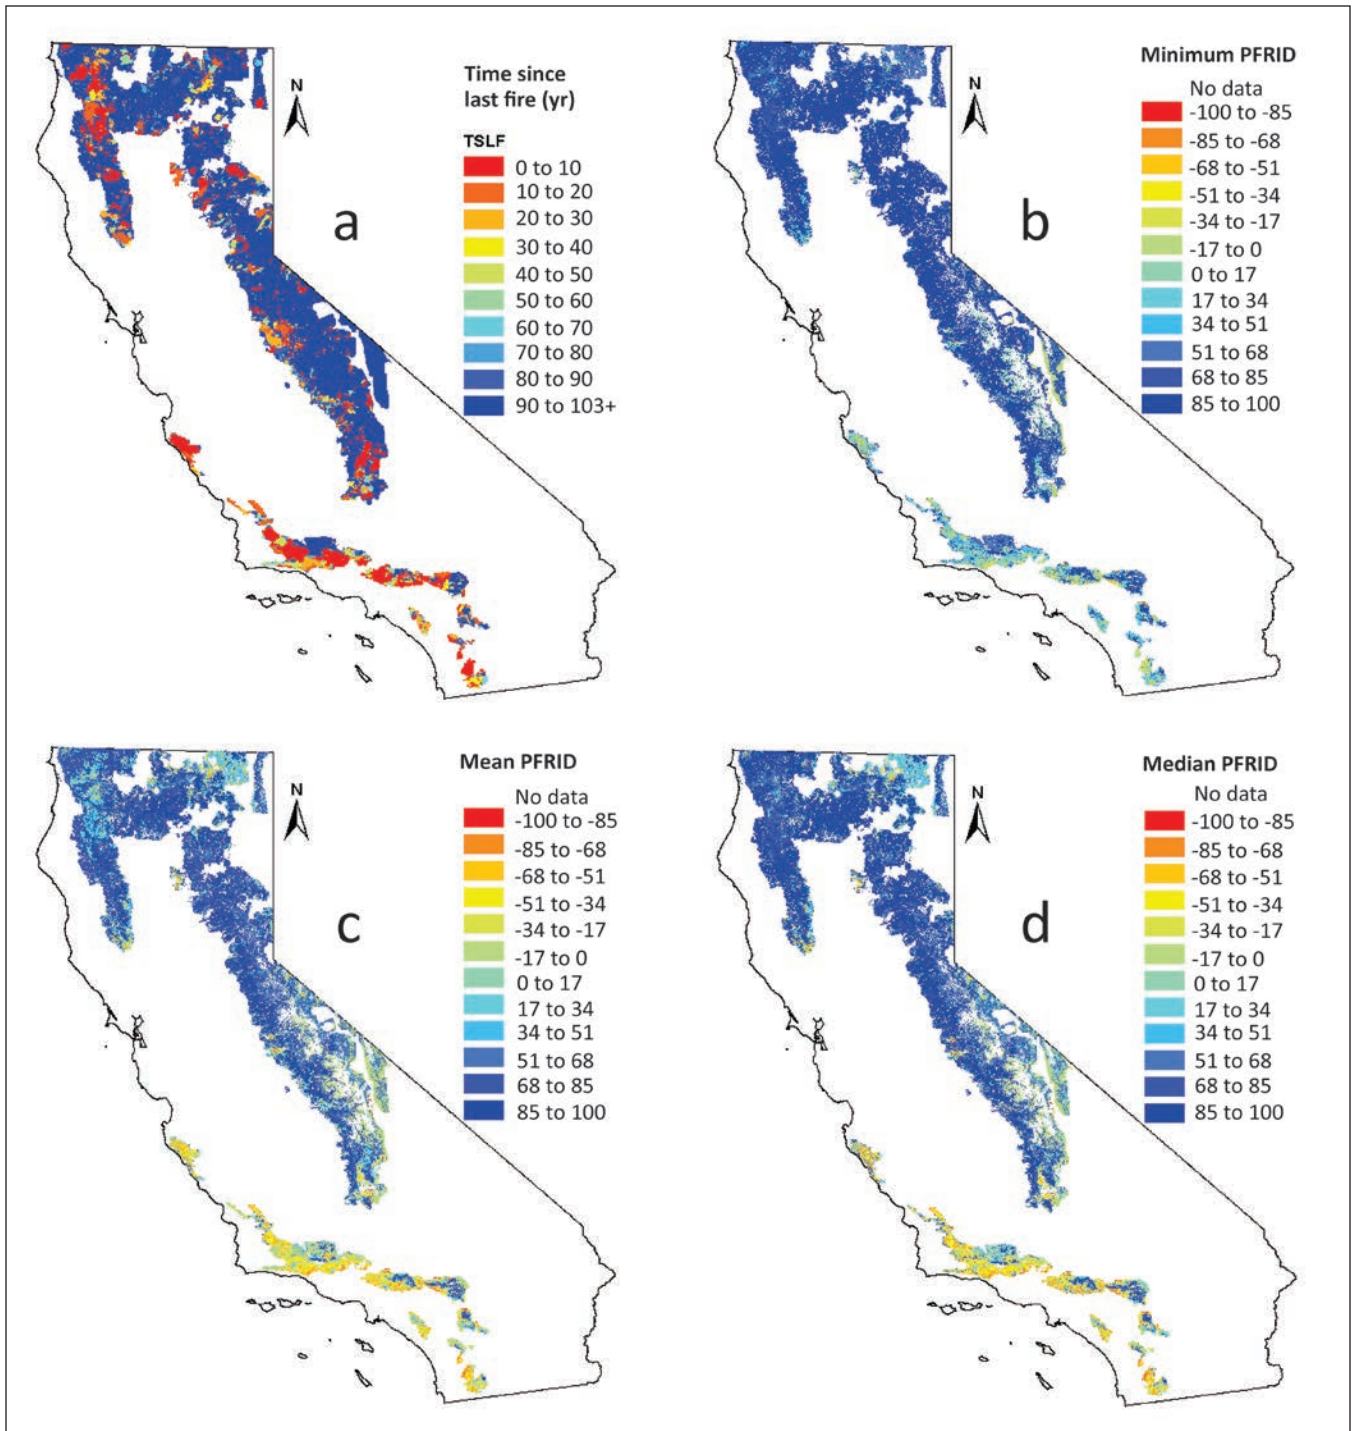 Time since
last fire (yr)
TSLF
0 to 10
10 to 20
20 to 30
30 to 40
40 to 50
50 to 60
60 to 70
70 to 80
80 to 90
90 to 103+
N
a
Minimum PFRID
No data
-100 to -85
-85 to -68
-68 to -51
-51 to -34
-34 to -17
-17 to 0
0 to 17
17 to 34
34 to 51
51 to 68
68 to 85
85 to 100
N
b
Mean PFRID
No data
-100 to -85
-85 to -68
-68 to -51
-51 to -34
-34 to -17
-17 to 0
0 to 17
17 to 34
34 to 51
51 to 68
68 to 85
85 to 100
N
c
Median PFRID
No data
-100 to -85
-85 to -68
-68 to -51
-51 to -34
-34 to -17
-17 to 0
0 to 17
17 to 34
34 to 51
51 to 68
68 to 85
85 to 100
N
d